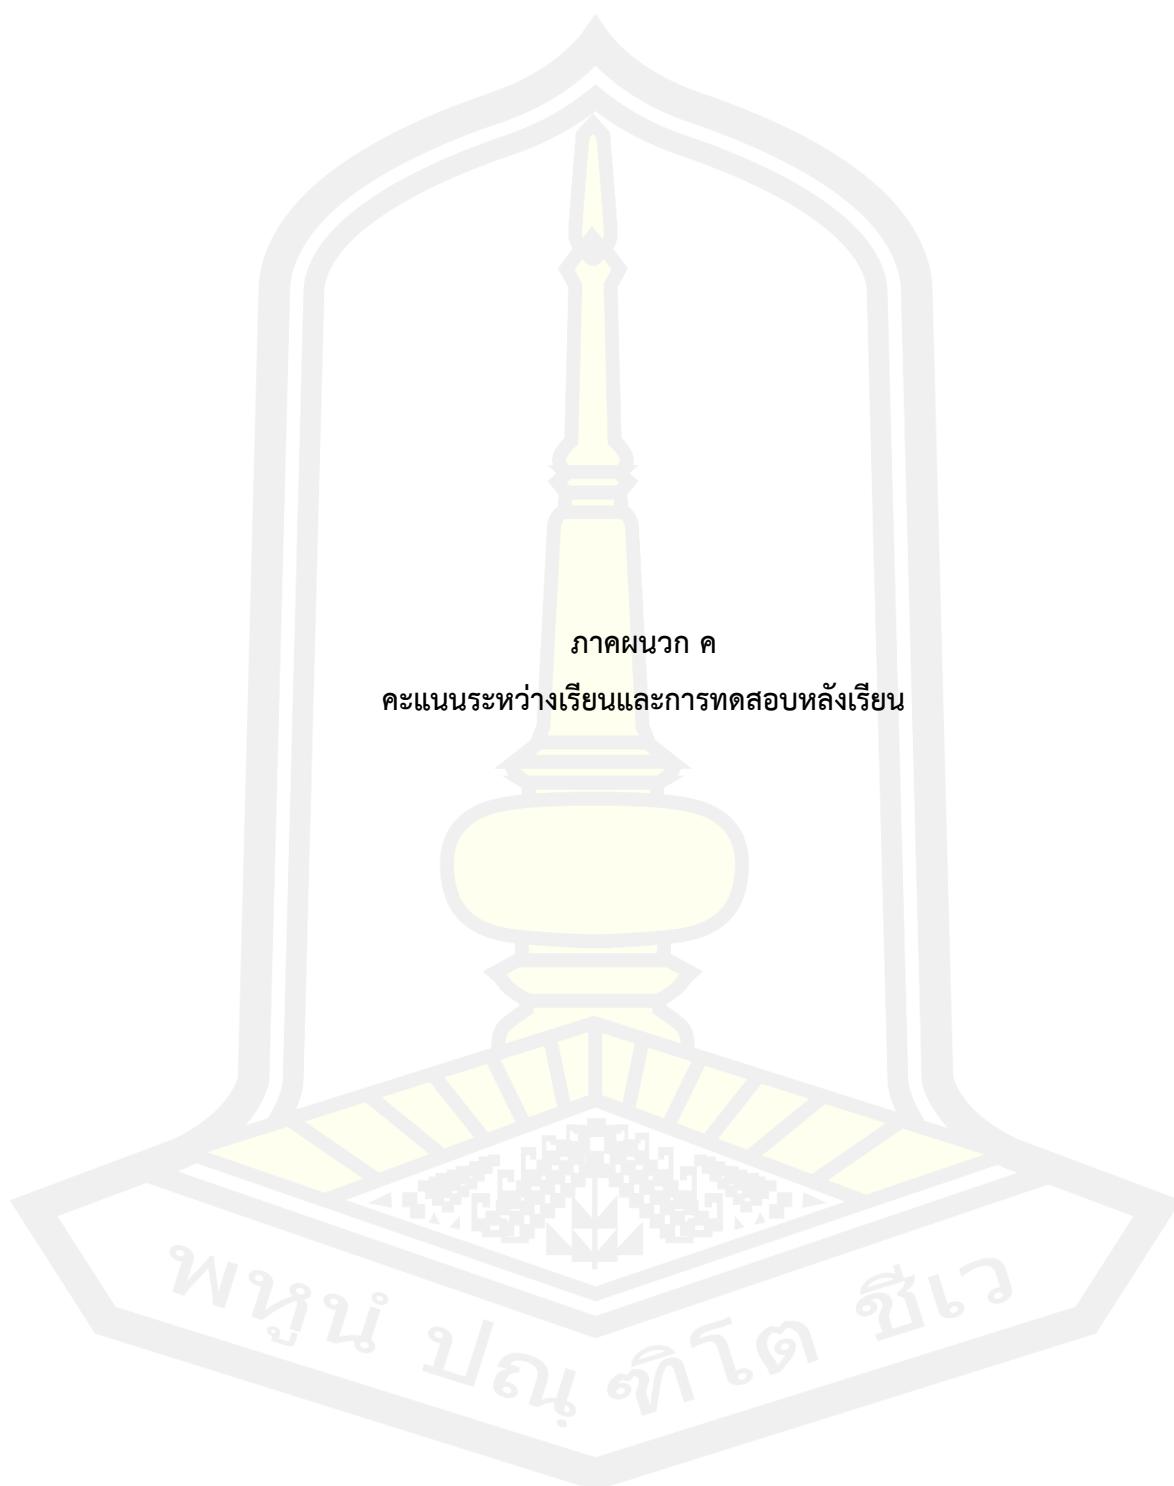 ภาคผนวก ค
คะแนนระหว่างเรียนและการทดสอบหลังเรียน
พหูนํ ปณฺ ฑิโต ชีเว